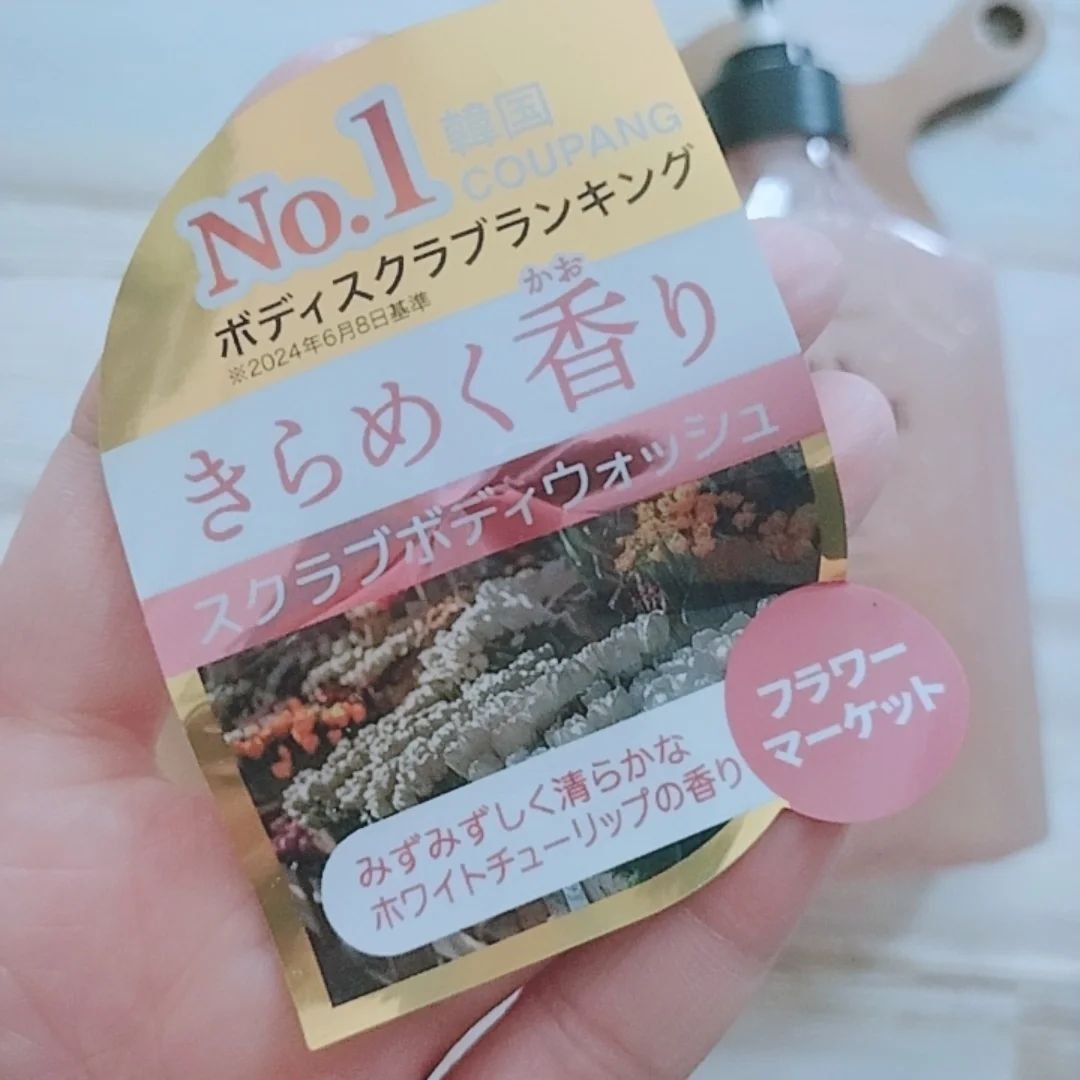 No.1
韓国
COUPANG
ボディスクラブランキング
※2024年6月8日基準
かお
きらめく香り
スクラブボディウォッシュ
フラワー
マーケット
みずみずしく清らかな
ホワイトチューリップの香り